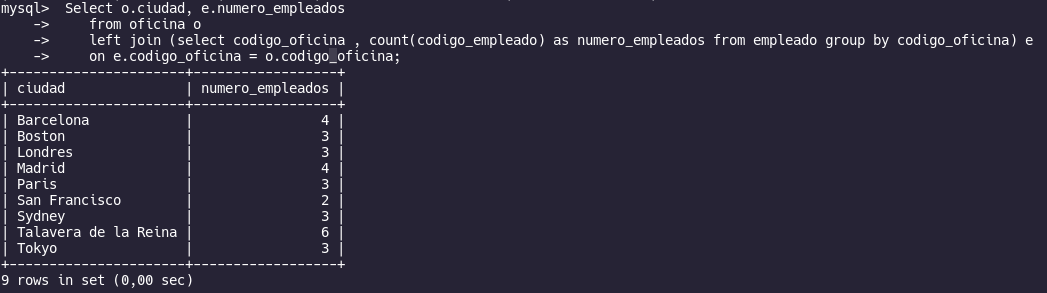 mysql>  Select o.ciudad, e.numero_empleados
    ->     from oficina o
    ->     left join (select codigo_oficina , count(codigo_empleado) as numero_empleados from empleado group by codigo_oficina) e
    ->     on e.codigo_oficina = o.codigo_oficina;
+----------------------+------------------+
| ciudad               | numero_empleados |
+----------------------+------------------+
| Barcelona            |                4 |
| Boston               |                3 |
| Londres              |                3 |
| Madrid               |                4 |
| Paris                |                3 |
| San Francisco        |                2 |
| Sydney               |                3 |
| Talavera de la Reina |                6 |
| Tokyo                |                3 |
+----------------------+------------------+
9 rows in set (0,00 sec)